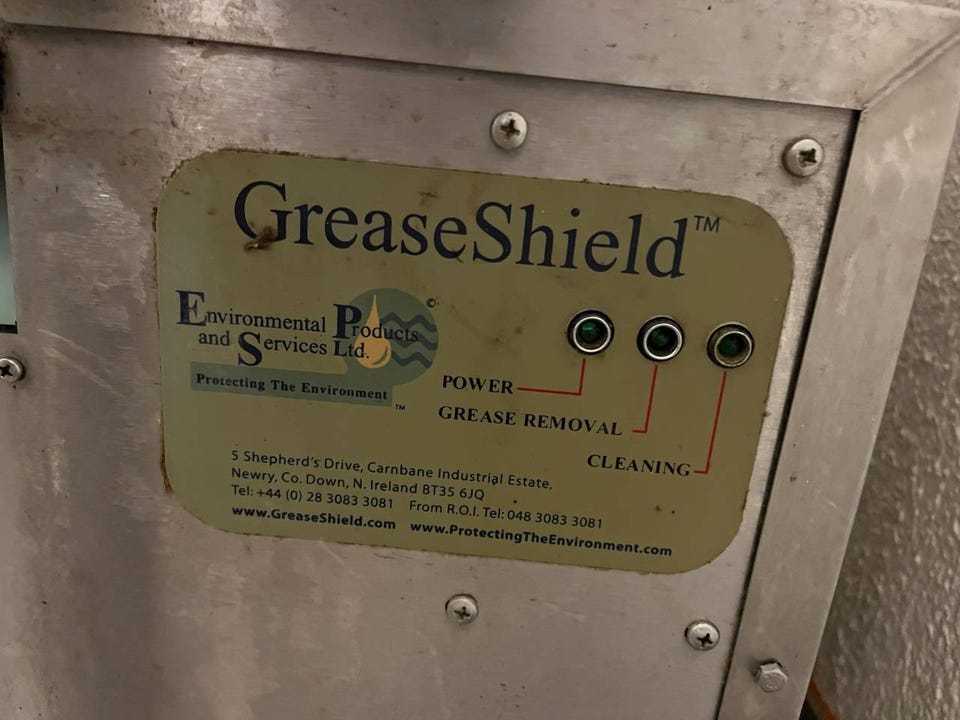 GreaseShield™
Environmental Products ©
and Services Ltd.
Protecting The Environment ™
POWER
GREASE REMOVAL
CLEANING
5 Shepherd's Drive, Carnbane Industrial Estate,
Newry, Co. Down, N. Ireland BT35 6JQ
Tel: +44 (0) 28 3083 3081 From R.O.I. Tel: 048 3083 3081
www.GreaseShield.com www.ProtectingTheEnvironment.com